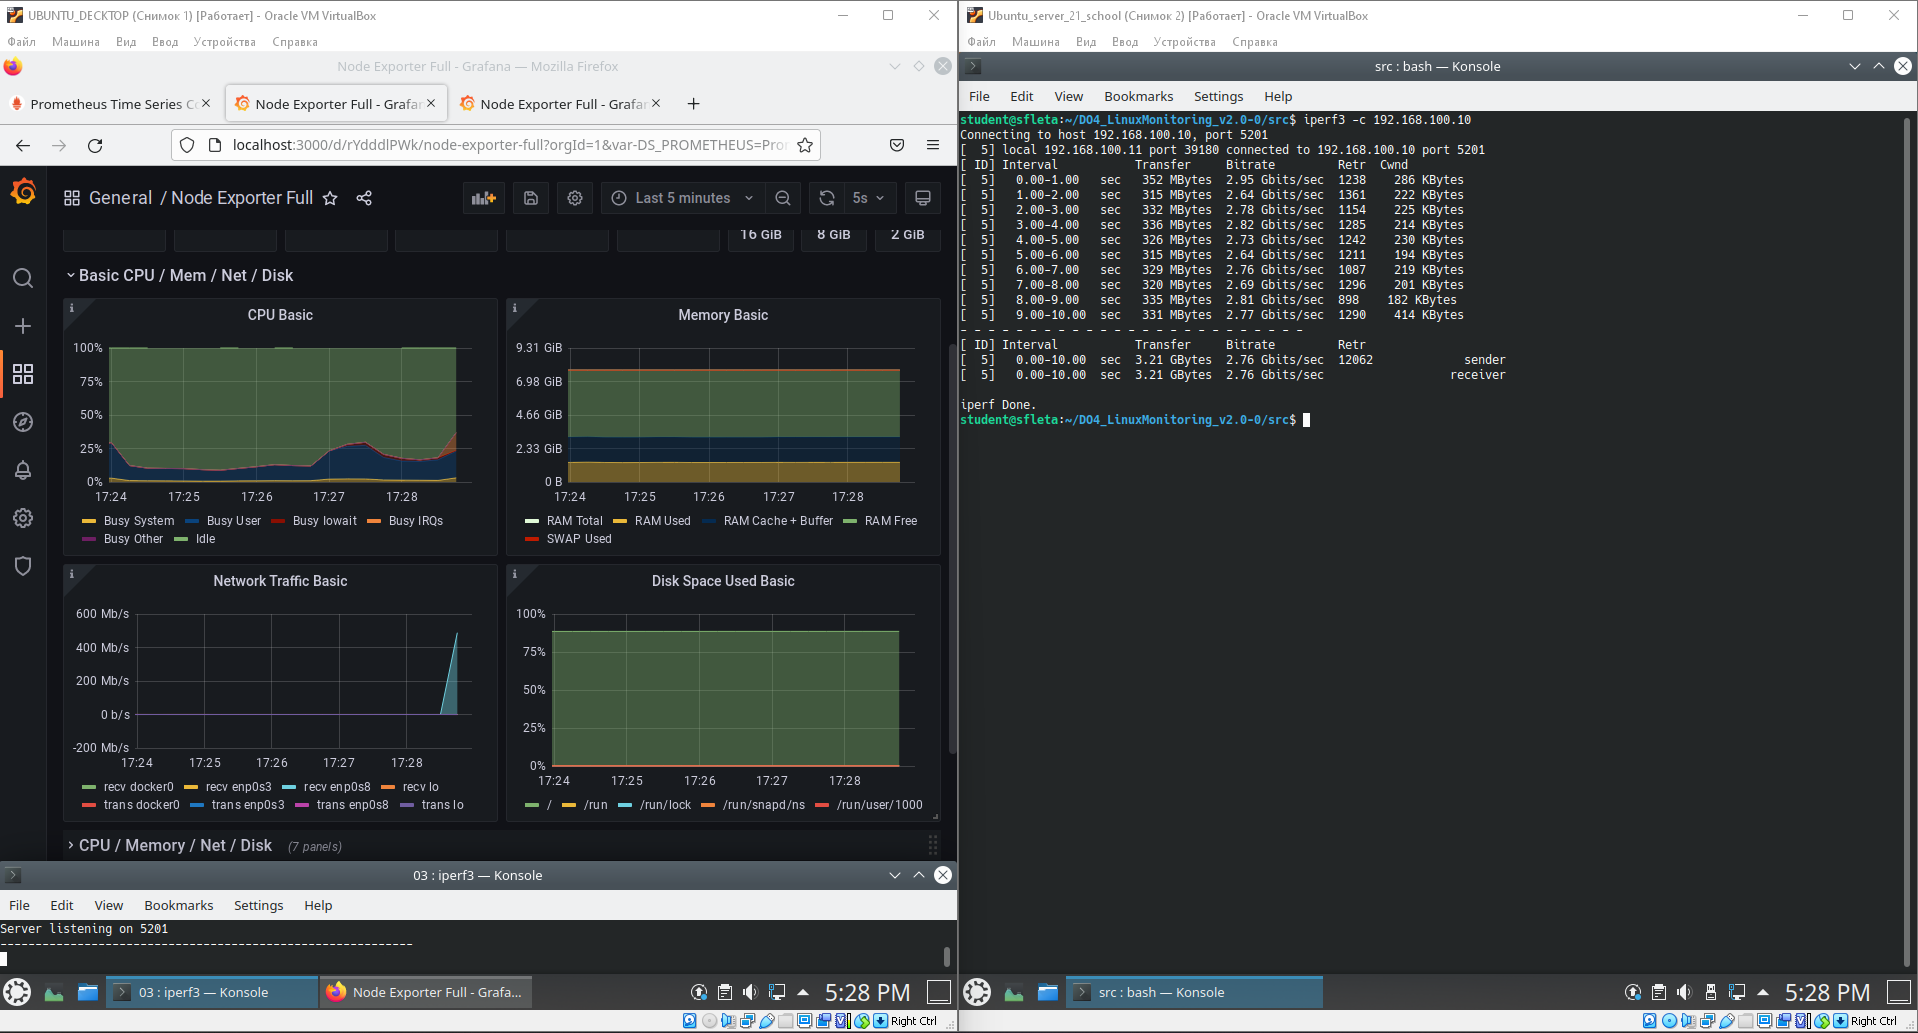 UBUNTU_DECKTOP (Снимок 1) [Работает] - Oracle VM VirtualBox
Файл Машина Вид Ввод Устройства Справка
Node Exporter Full - Grafana — Mozilla Firefox
Prometheus Time Series Node Exporter Full - Grafa Node Exporter Full - Grafa
localhost:3000/d/rYdddlPWk/node-exporter-full?orgId=1&var-DS_PROMETHEUS=Pro
General / Node Exporter Full Last 5 minutes 5s
16 GiB 8 GiB 2 GiB
Basic CPU / Mem / Net / Disk
CPU Basic
100%
75%
50%
25%
0%
17:24 17:25 17:26 17:27 17:28
Busy System Busy User Busy Iowait Busy IRQs
Busy Other Idle
Memory Basic
9.31 GiB
6.98 GiB
4.66 GiB
2.33 GiB
0 B
17:24 17:25 17:26 17:27 17:28
RAM Total RAM Used RAM Cache + Buffer RAM Free
SWAP Used
Network Traffic Basic
600 Mb/s
400 Mb/s
200 Mb/s
0 b/s
-200 Mb/s
17:24 17:25 17:26 17:27 17:28
recv docker0 recv enp0s3 recv enp0s8 recv lo
trans docker0 trans enp0s3 trans enp0s8 trans lo
Disk Space Used Basic
100%
75%
50%
25%
0%
17:24 17:25 17:26 17:27 17:28
/ /run /run/lock /run/snapd/ns /run/user/1000
CPU / Memory / Net / Disk (7 panels)
03 : iperf3 — Konsole
File Edit View Bookmarks Settings Help
Server listening on 5201
-----------------------------------------------------------
03 : iperf3 — Konsole Node Exporter Full - Grafa... 5:28 PM
Right Ctrl
Ubuntu_server_21_school (Снимок 2) [Работает] - Oracle VM VirtualBox
Файл Машина Вид Ввод Устройства Справка
src : bash — Konsole
File Edit View Bookmarks Settings Help
student@sfleta:~/DO4_LinuxMonitoring_v2.0-0/src$ iperf3 -c 192.168.100.10
Connecting to host 192.168.100.10, port 5201
[  5] local 192.168.100.11 port 39180 connected to 192.168.100.10 port 5201
[ ID] Interval           Transfer     Bitrate         Retr  Cwnd
[  5]   0.00-1.00   sec   352 MBytes  2.95 Gbits/sec  1238    286 KBytes
[  5]   1.00-2.00   sec   315 MBytes  2.64 Gbits/sec  1361    222 KBytes
[  5]   2.00-3.00   sec   332 MBytes  2.78 Gbits/sec  1154    225 KBytes
[  5]   3.00-4.00   sec   336 MBytes  2.82 Gbits/sec  1285    214 KBytes
[  5]   4.00-5.00   sec   326 MBytes  2.73 Gbits/sec  1242    230 KBytes
[  5]   5.00-6.00   sec   315 MBytes  2.64 Gbits/sec  1211    194 KBytes
[  5]   6.00-7.00   sec   329 MBytes  2.76 Gbits/sec  1087    219 KBytes
[  5]   7.00-8.00   sec   320 MBytes  2.69 Gbits/sec  1296    201 KBytes
[  5]   8.00-9.00   sec   335 MBytes  2.81 Gbits/sec  898    182 KBytes
[  5]   9.00-10.00  sec   331 MBytes  2.77 Gbits/sec  1290    414 KBytes
- - - - - - - - - - - - - - - - - - - - - - - - -
[ ID] Interval           Transfer     Bitrate         Retr
[  5]   0.00-10.00  sec  3.21 GBytes  2.76 Gbits/sec  12062             sender
[  5]   0.00-10.00  sec  3.21 GBytes  2.76 Gbits/sec                  receiver
iperf Done.
student@sfleta:~/DO4_LinuxMonitoring_v2.0-0/src$
src : bash — Konsole 5:28 PM
Right Ctrl